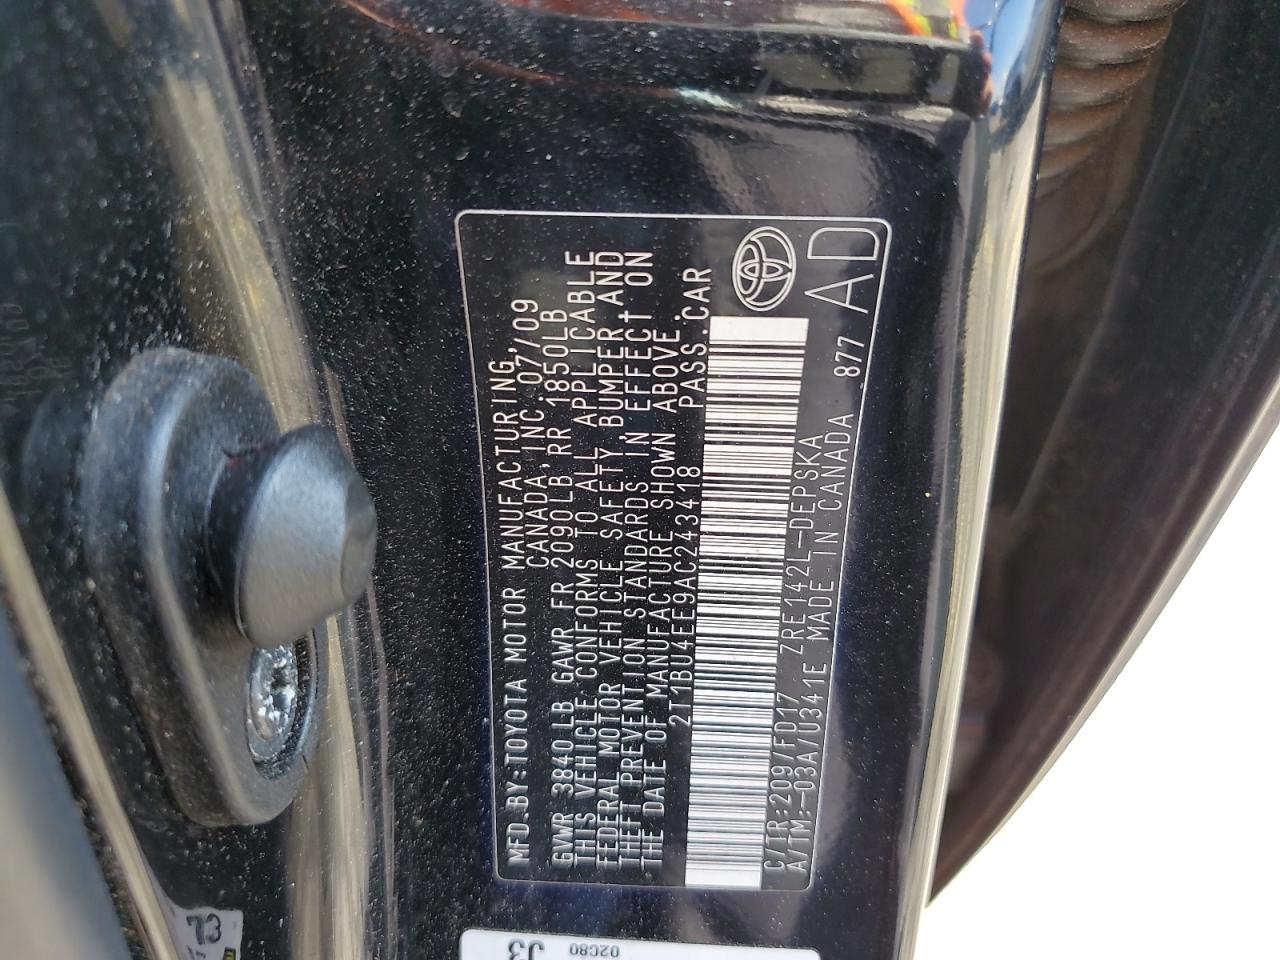 MFD.BY:TOYOTA MOTOR MANUFACTURING,
CANADA,INC. 07/09
GVWR 3840LB GAWR FR 2090LB RR 1850LB
THIS VEHICLE CONFORMS TO ALL APPLICABLE
FEDERAL MOTOR VEHICLE SAFETY,BUMPER,AND
THEFT PREVENTION STANDARDS IN EFFECT ON
THE DATE OF MANUFACTURE SHOWN ABOVE.
2T1BU4EE9AC243418 PASS.CAR
C/TR:209/FD17 ZRE142L-DEPSKA
A/TM:-03A/U341E MADE IN CANADA 877
AD
J3
02C80
73